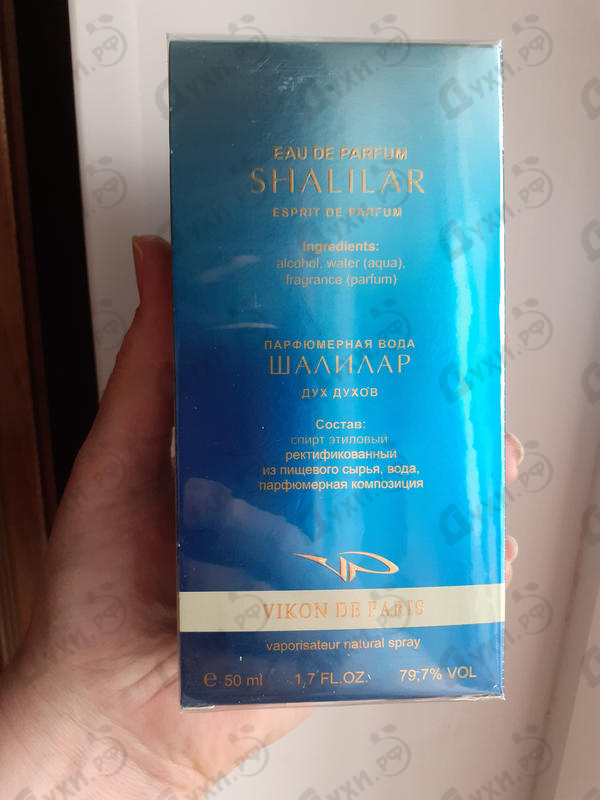 EAU DE PARFUM
SHALILAR
ESPRIT DE PARFUM
Ingredients:
alcohol, water (aqua),
fragrance (parfum)
ПАРФЮМЕРНАЯ ВОДА
ШАЛИЛАР
ДУХ ДУХОВ
Состав:
спирт этиловый
ректификованный
из пищевого сырья, вода,
парфюмерная композиция
VIKON DE PARIS
vaporisateur natural spray
e 50 ml 1,7 FL.OZ. 79,7% VOL
Духи.РФ